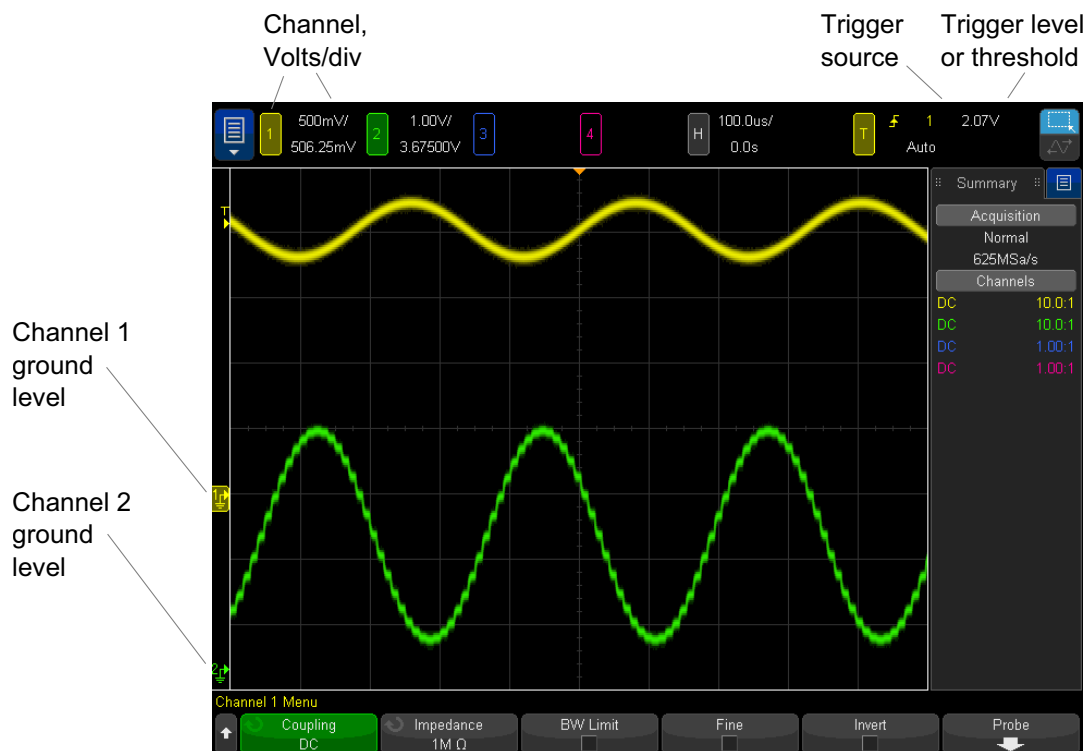 Channel,
Volts/div
Trigger
source
Trigger level
or threshold
1
500mV/
506.25mV
2
1.00V/
3.67500V
3
4
H
100.0us/
0.0s
T
1
2.07V
Auto
Summary
Acquisition
Normal
625MSa/s
Channels
DC 10.0:1
DC 10.0:1
DC 1.00:1
DC 1.00:1
T
Channel 1
ground
level
1
Channel 2
ground
level
2
Channel 1 Menu
Coupling
DC
Impedance
1M Ω
BW Limit
Fine
Invert
Probe